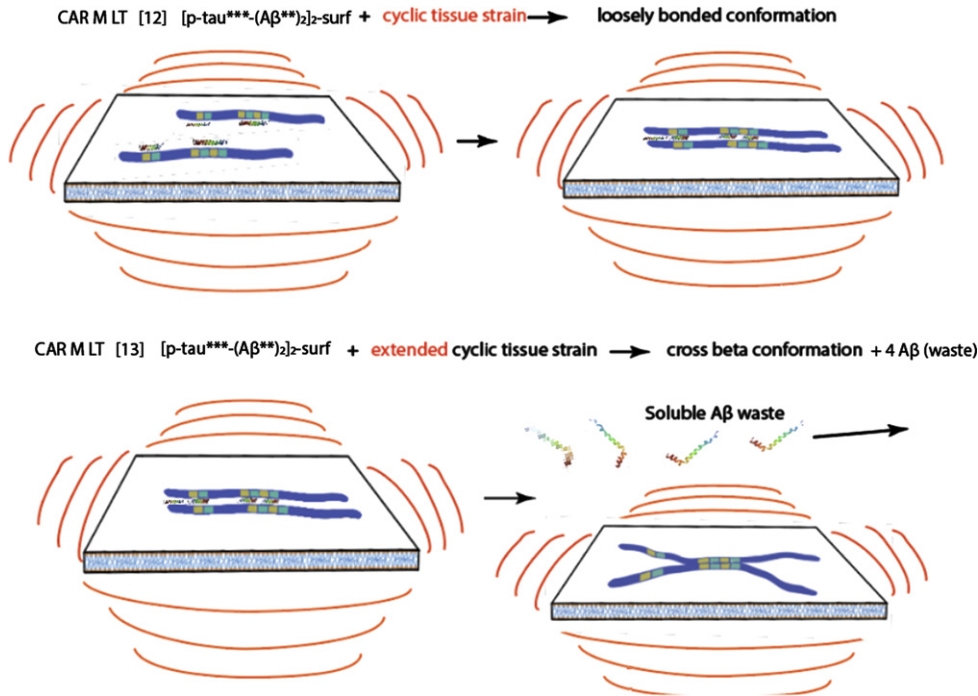 CAR M LT [12] [p-tau***-(Aβ**)₂]₂-surf + cyclic tissue strain → loosely bonded conformation
CAR M LT [13] [p-tau***-(Aβ**)₂]₂-surf + extended cyclic tissue strain → cross beta conformation + 4 Aβ (waste)
Soluble Aβ waste